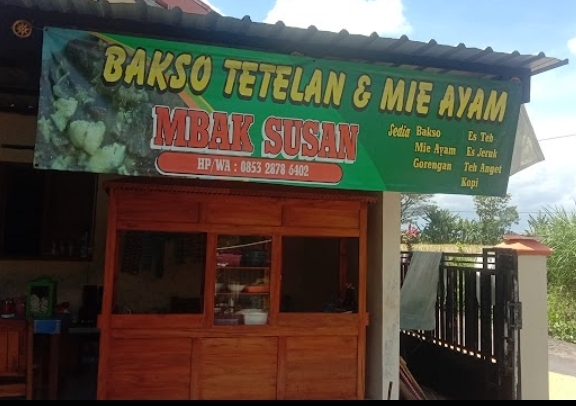 BAKSO TETELAN & MIE AYAM
MBAK SUSAN
HP/WA : 0853 2878 6402
Sedia Bakso Es Teh
Mie Ayam Es Jeruk
Gorengan Teh Anget
Kopi